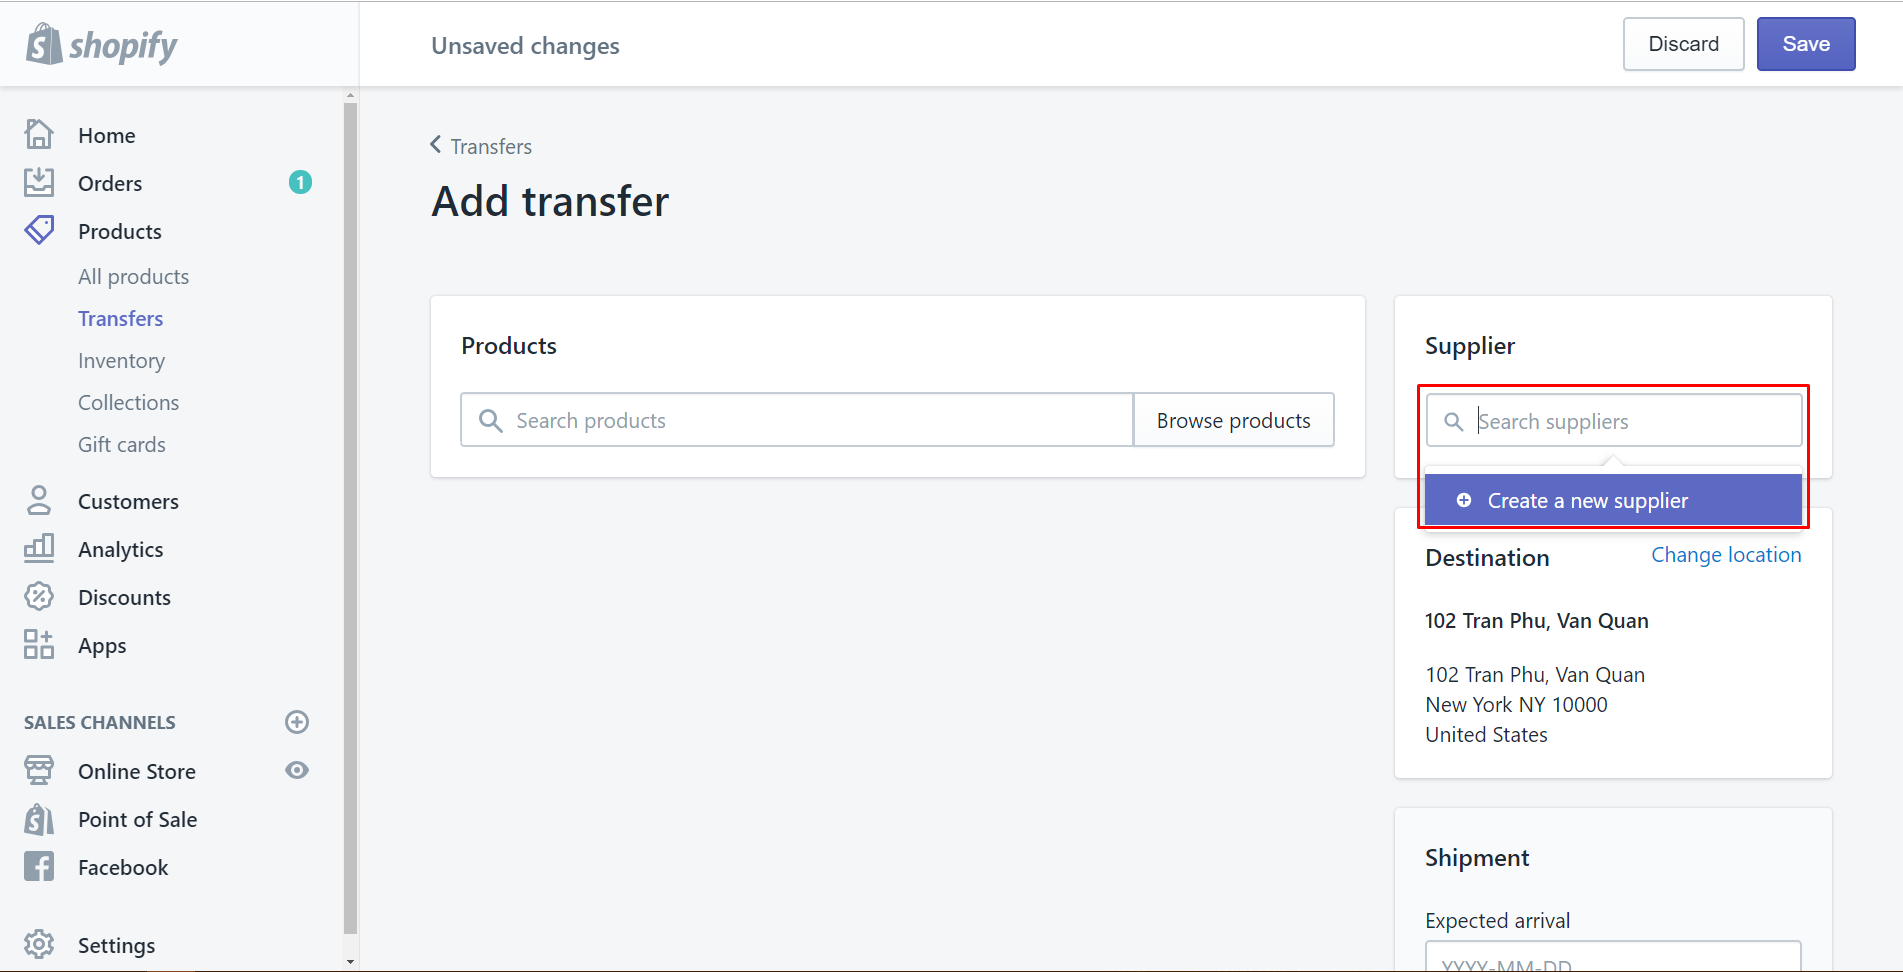 shopify
Unsaved changes
Discard
Save
Home
Orders
1
Products
All products
Transfers
Inventory
Collections
Gift cards
Customers
Analytics
Discounts
Apps
SALES CHANNELS
Online Store
Point of Sale
Facebook
Settings
Transfers
Add transfer
Products
Search products
Browse products
Supplier
Search suppliers
Create a new supplier
Destination
Change location
102 Tran Phu, Van Quan
102 Tran Phu, Van Quan
New York NY 10000
United States
Shipment
Expected arrival
YYYY-MM-DD